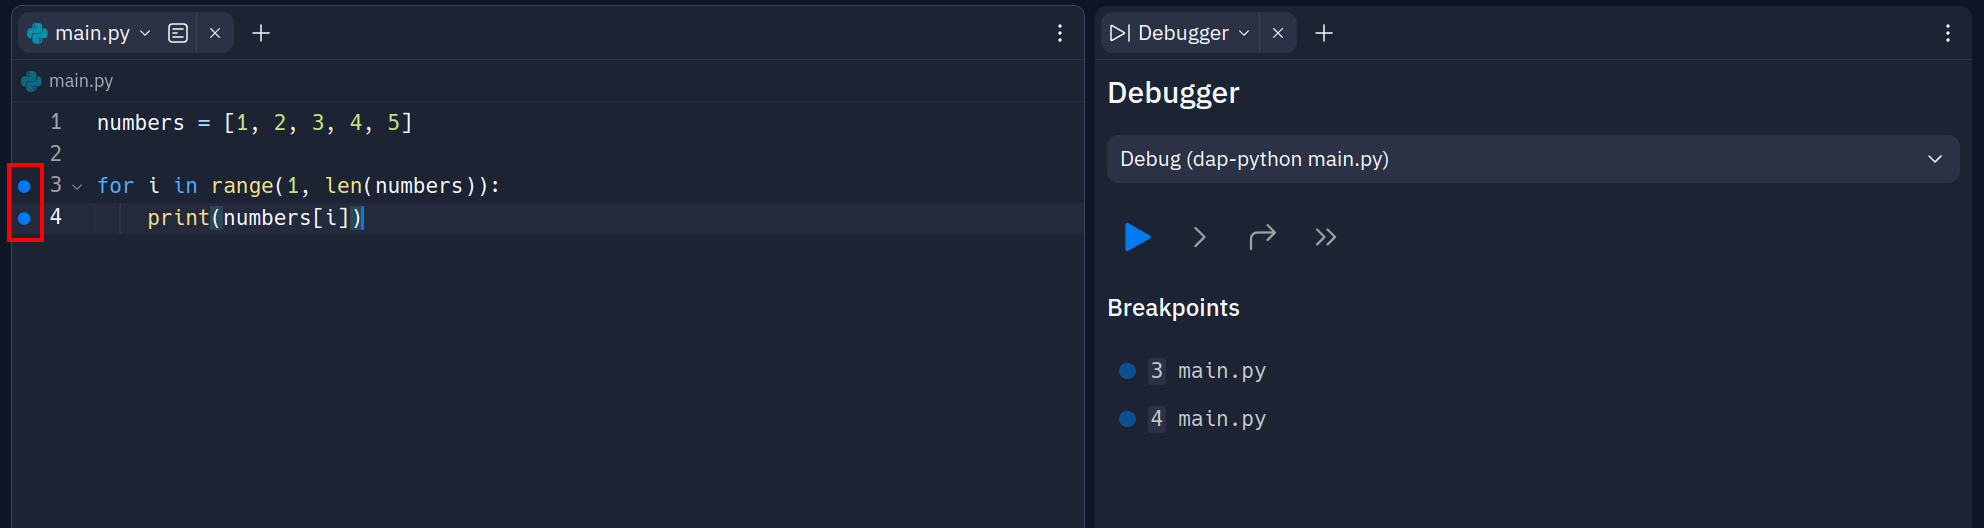 main.py
main.py
1 numbers = [1, 2, 3, 4, 5]
2
3 for i in range(1, len(numbers)):
4     print(numbers[i])
Debugger
Debugger
Debug (dap-python main.py)
Breakpoints
3 main.py
4 main.py